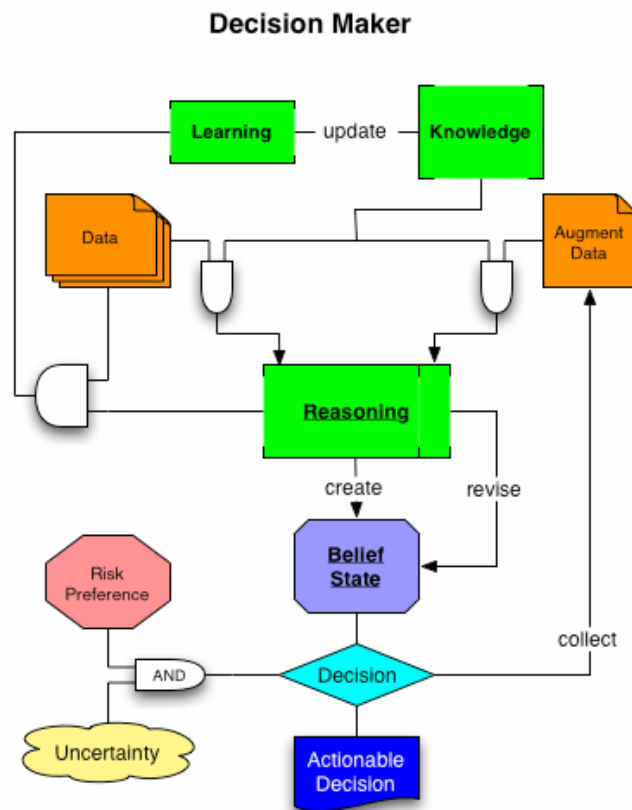 Decision Maker
Learning
update
Knowledge
Data
Augment
Data
Reasoning
create
revise
Belief
State
Risk
Preference
collect
AND
Decision
Uncertainty
Actionable
Decision